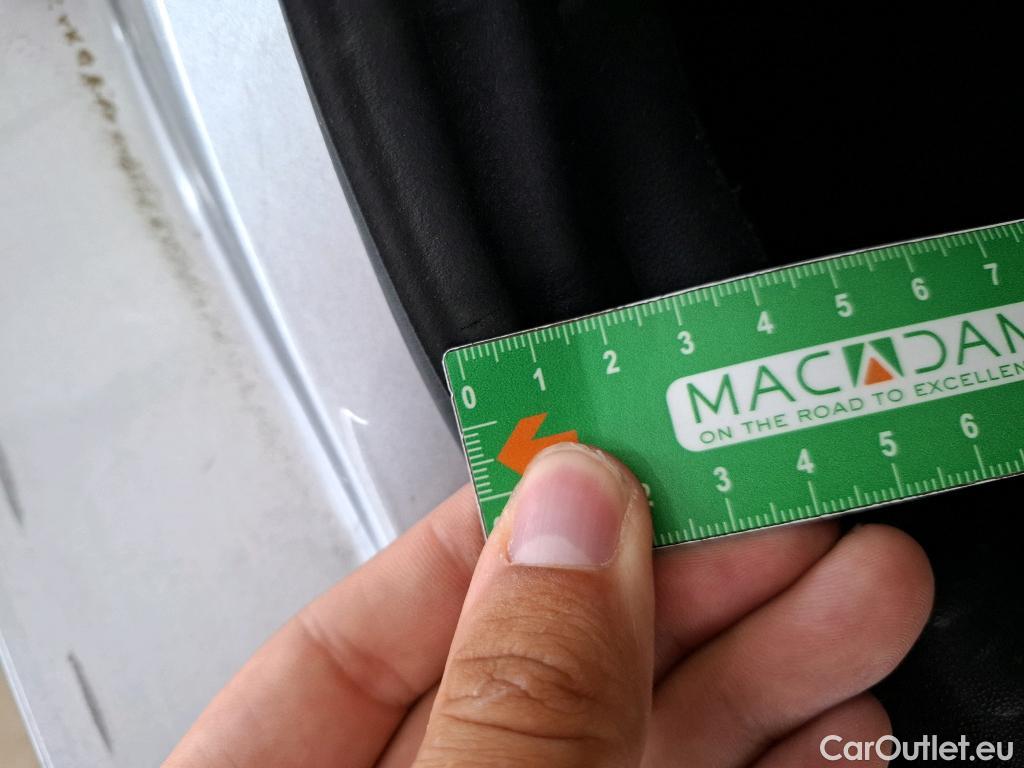 0 1 2 3 4 5 6 7
MACADAM
ON THE ROAD TO EXCELLEN
3 4 5 6
CarOutlet.eu